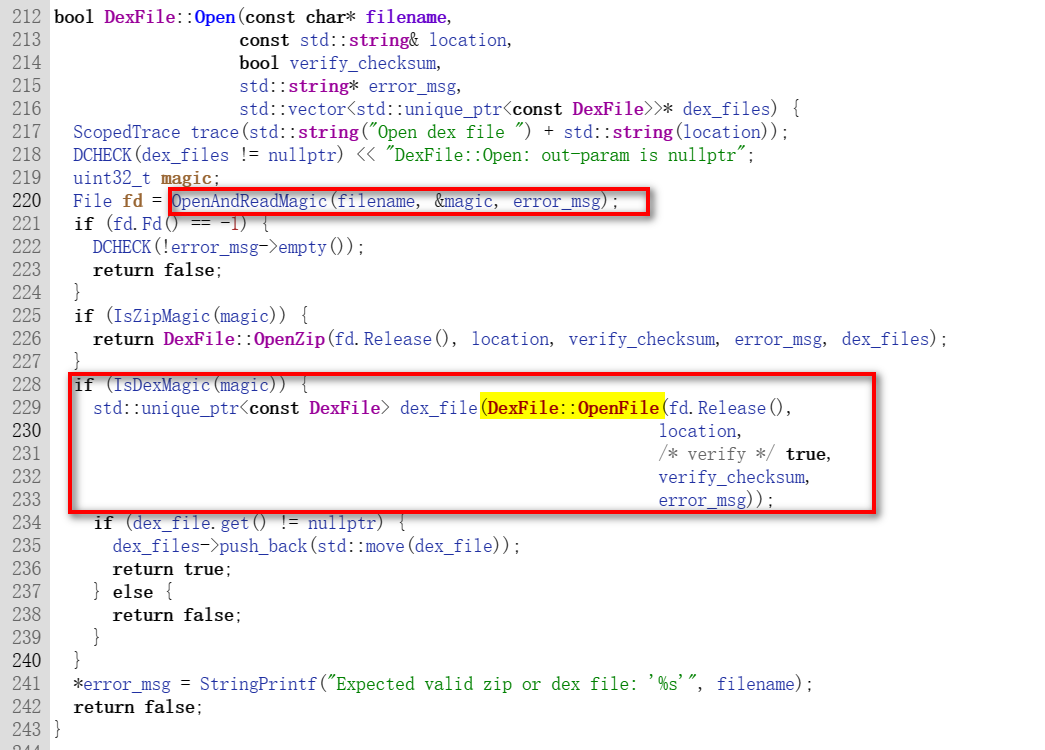 212 bool DexFile::Open(const char* filename,
213                    const std::string& location,
214                    bool verify_checksum,
215                    std::string* error_msg,
216                    std::vector<std::unique_ptr<const DexFile>>* dex_files) {
217   ScopedTrace trace(std::string("Open dex file ") + std::string(location));
218   DCHECK(dex_files != nullptr) << "DexFile::Open: out-param is nullptr";
219   uint32_t magic;
220   File fd = OpenAndReadMagic(filename, &magic, error_msg);
221   if (fd.Fd() == -1) {
222     DCHECK(!error_msg->empty());
223     return false;
224   }
225   if (IsZipMagic(magic)) {
226     return DexFile::OpenZip(fd.Release(), location, verify_checksum, error_msg, dex_files);
227   }
228   if (IsDexMagic(magic)) {
229     std::unique_ptr<const DexFile> dex_file(DexFile::OpenFile(fd.Release(),
230                                                               location,
231                                                               /* verify */ true,
232                                                               verify_checksum,
233                                                               error_msg));
234     if (dex_file.get() != nullptr) {
235       dex_files->push_back(std::move(dex_file));
236       return true;
237     } else {
238       return false;
239     }
240   }
241   *error_msg = StringPrintf("Expected valid zip or dex file: '%s'", filename);
242   return false;
243 }